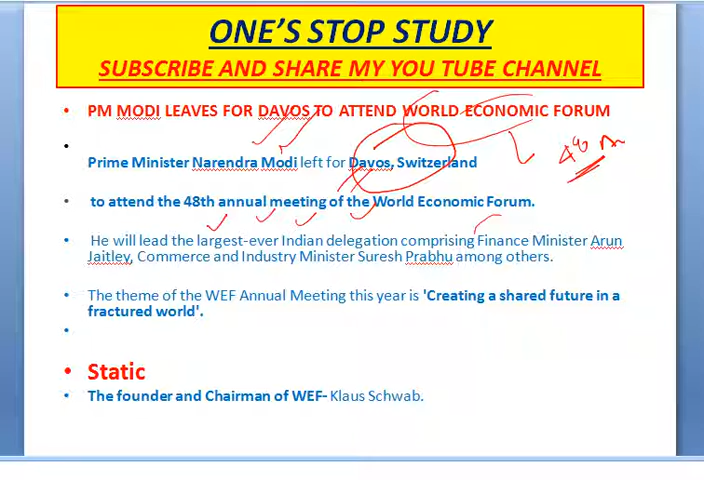 ONE'S STOP STUDY
SUBSCRIBE AND SHARE MY YOU TUBE CHANNEL
PM MODI LEAVES FOR DAVOS TO ATTEND WORLD ECONOMIC FORUM
Prime Minister Narendra Modi left for Davos, Switzerland
to attend the 48th annual meeting of the World Economic Forum.
He will lead the largest-ever Indian delegation comprising Finance Minister Arun
Jaitley, Commerce and Industry Minister Suresh Prabhu among others.
The theme of the WEF Annual Meeting this year is 'Creating a shared future in a
fractured world'.
Static
The founder and Chairman of WEF- Klaus Schwab.